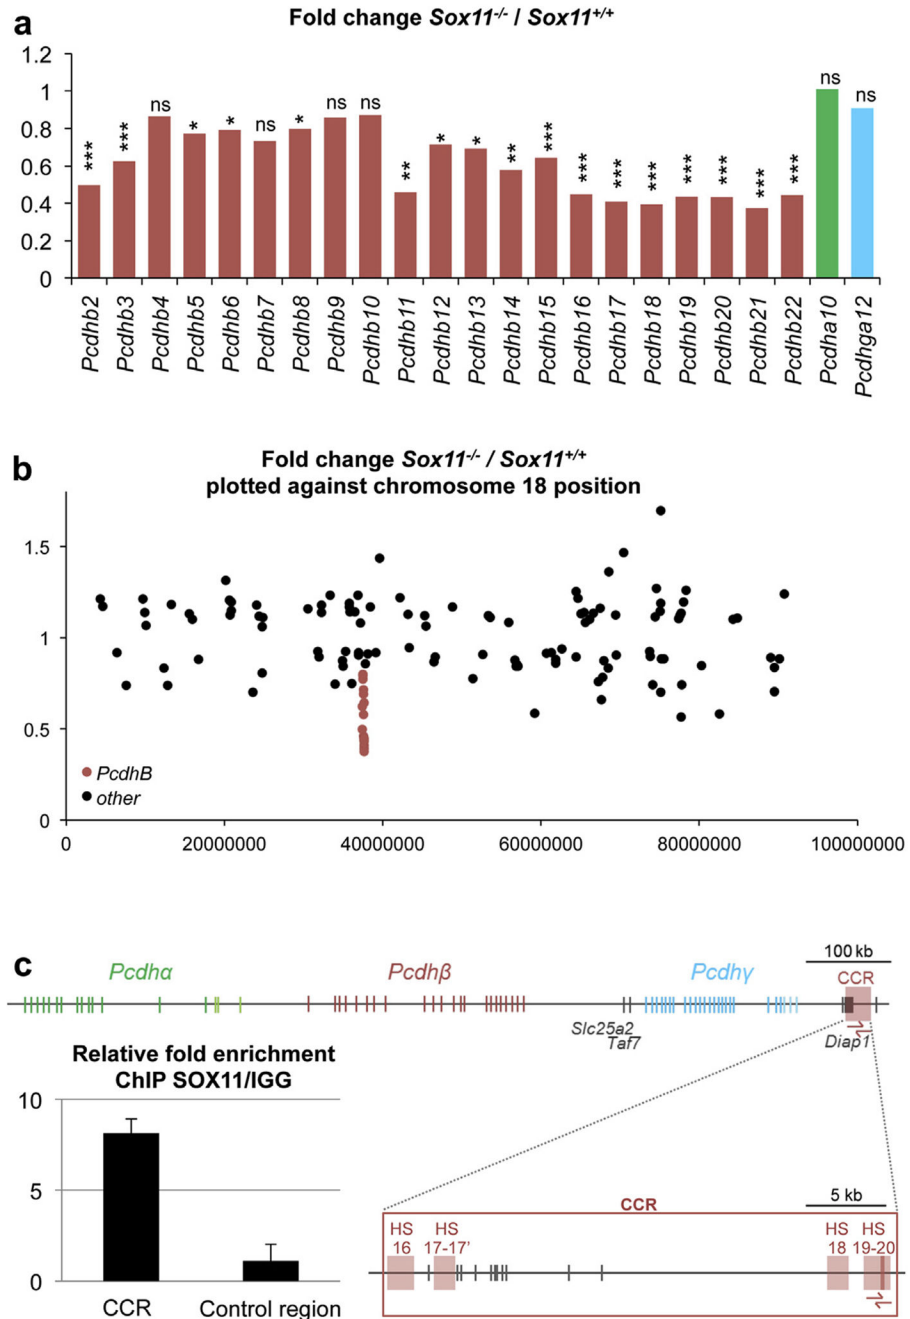 a
Fold change Sox11-/- / Sox11+/+
1.2
1
0.8
0.6
0.4
0.2
0
*** *** ns * * ns * ns ns ** * * ** *** *** *** *** *** *** *** *** ns ns
Pcdhb2
Pcdhb3
Pcdhb4
Pcdhb5
Pcdhb6
Pcdhb7
Pcdhb8
Pcdhb9
Pcdhb10
Pcdhb11
Pcdhb12
Pcdhb13
Pcdhb14
Pcdhb15
Pcdhb16
Pcdhb17
Pcdhb18
Pcdhb19
Pcdhb20
Pcdhb21
Pcdhb22
Pcdha10
Pcdhga12
b
Fold change Sox11-/- / Sox11+/+
plotted against chromosome 18 position
1.5
1
0.5
0
PcdhB
other
0 20000000 40000000 60000000 80000000 100000000
c
Pcdhα Pcdhβ Pcdhγ
100 kb
CCR
Slc25a2
Taf7
Diap1
Relative fold enrichment
ChIP SOX11/IGG
10
5
0
CCR Control region
CCR
5 kb
HS
16
HS
17-17’
HS
18
HS
19-20